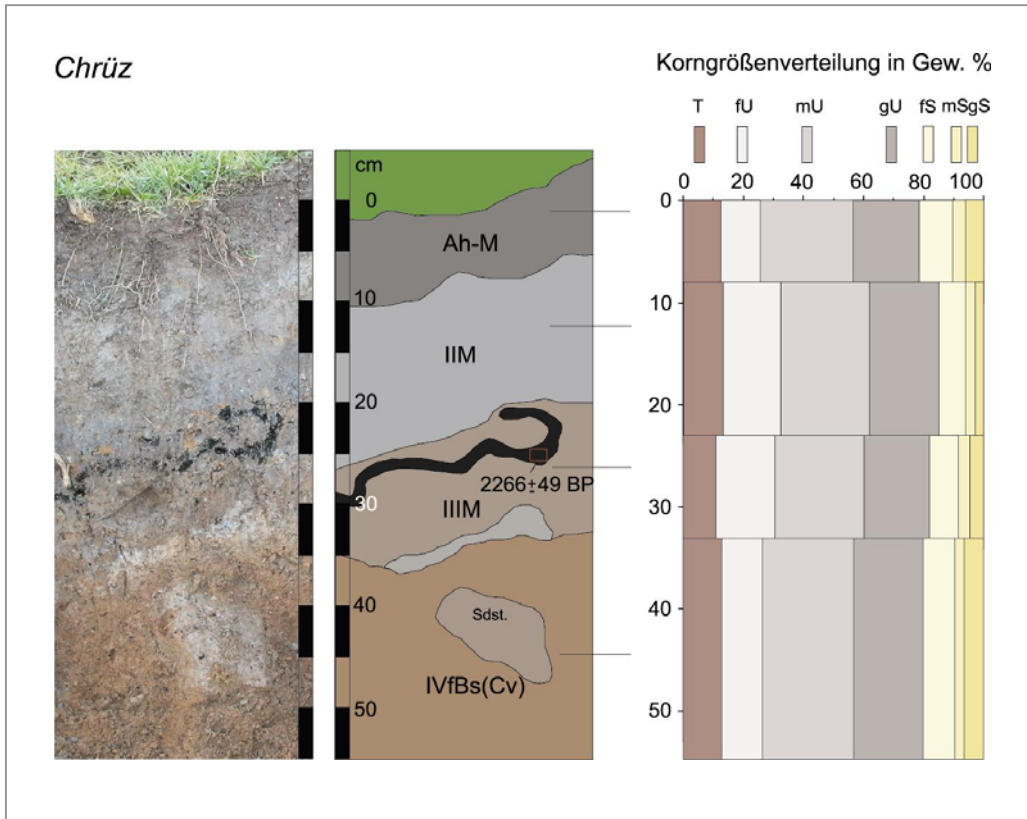 Chrüz
Korngrößenverteilung in Gew. %
T fU mU gU fS mS gS
cm
0
Ah-M
10
IIM
20
2266±49 BP
30
IIIM
40
Sdst.
IVfBs(Cv)
50
0 20 40 60 80 100
0
10
20
30
40
50